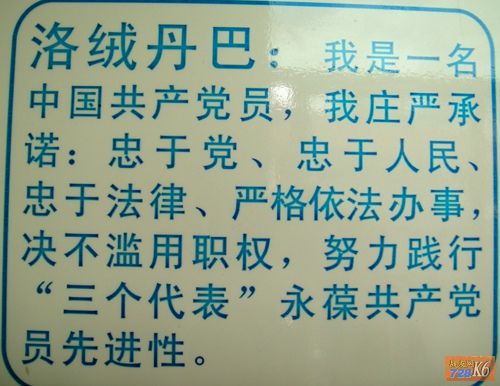 洛绒丹巴：我是一名
中国共产党员，我庄严承
诺：忠于党、忠于人民、
忠于法律、严格依法办事，
决不滥用职权，努力践行
“三个代表”永葆共产党
员先进性。
728K6